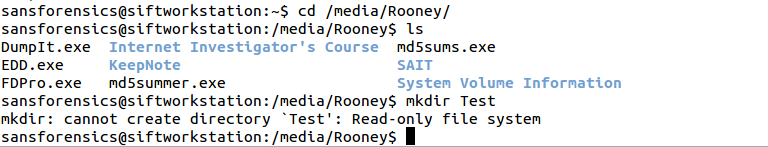 sansforensics@siftworkstation:~$ cd /media/Rooney/
sansforensics@siftworkstation:/media/Rooney$ ls
DumpIt.exe  Internet Investigator's Course  md5sums.exe
EDD.exe     KeepNote                        SAIT
FDPro.exe   md5summer.exe                   System Volume Information
sansforensics@siftworkstation:/media/Rooney$ mkdir Test
mkdir: cannot create directory `Test': Read-only file system
sansforensics@siftworkstation:/media/Rooney$